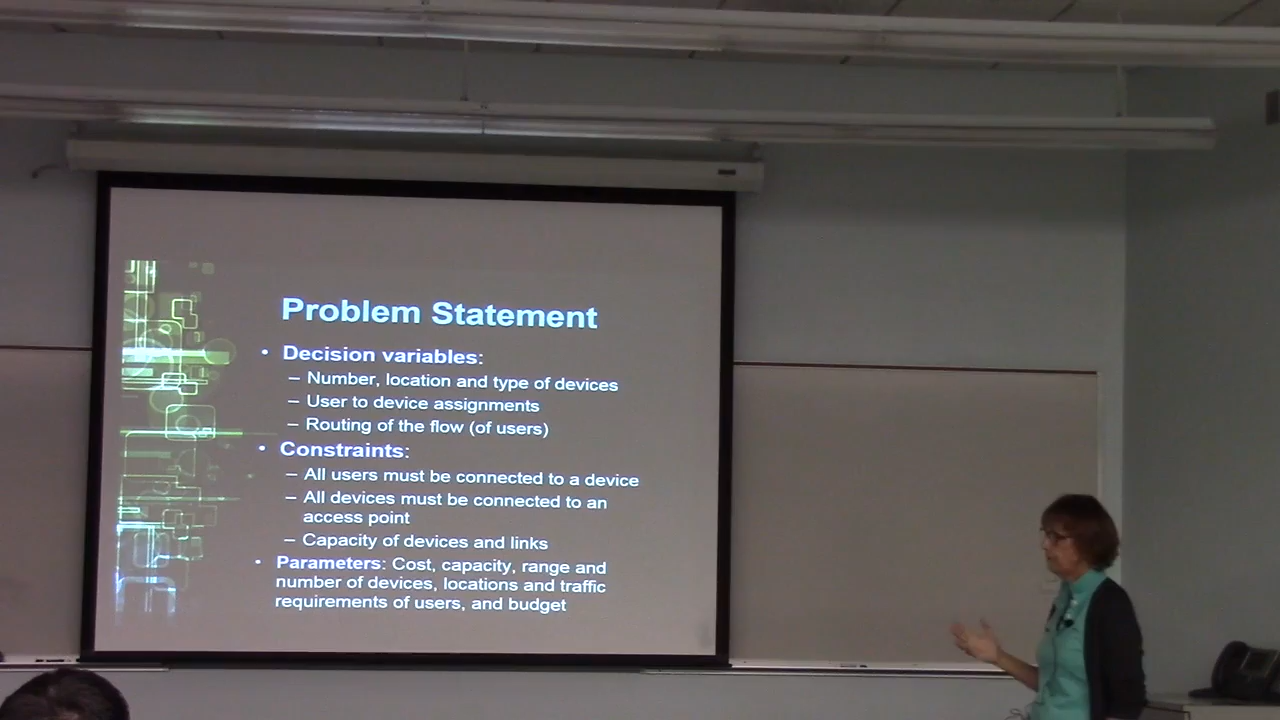 Problem Statement
• Decision variables:
– Number, location and type of devices
– User to device assignments
– Routing of the flow (of users)
• Constraints:
– All users must be connected to a device
– All devices must be connected to an
access point
– Capacity of devices and links
• Parameters: Cost, capacity, range and
number of devices, locations and traffic
requirements of users, and budget